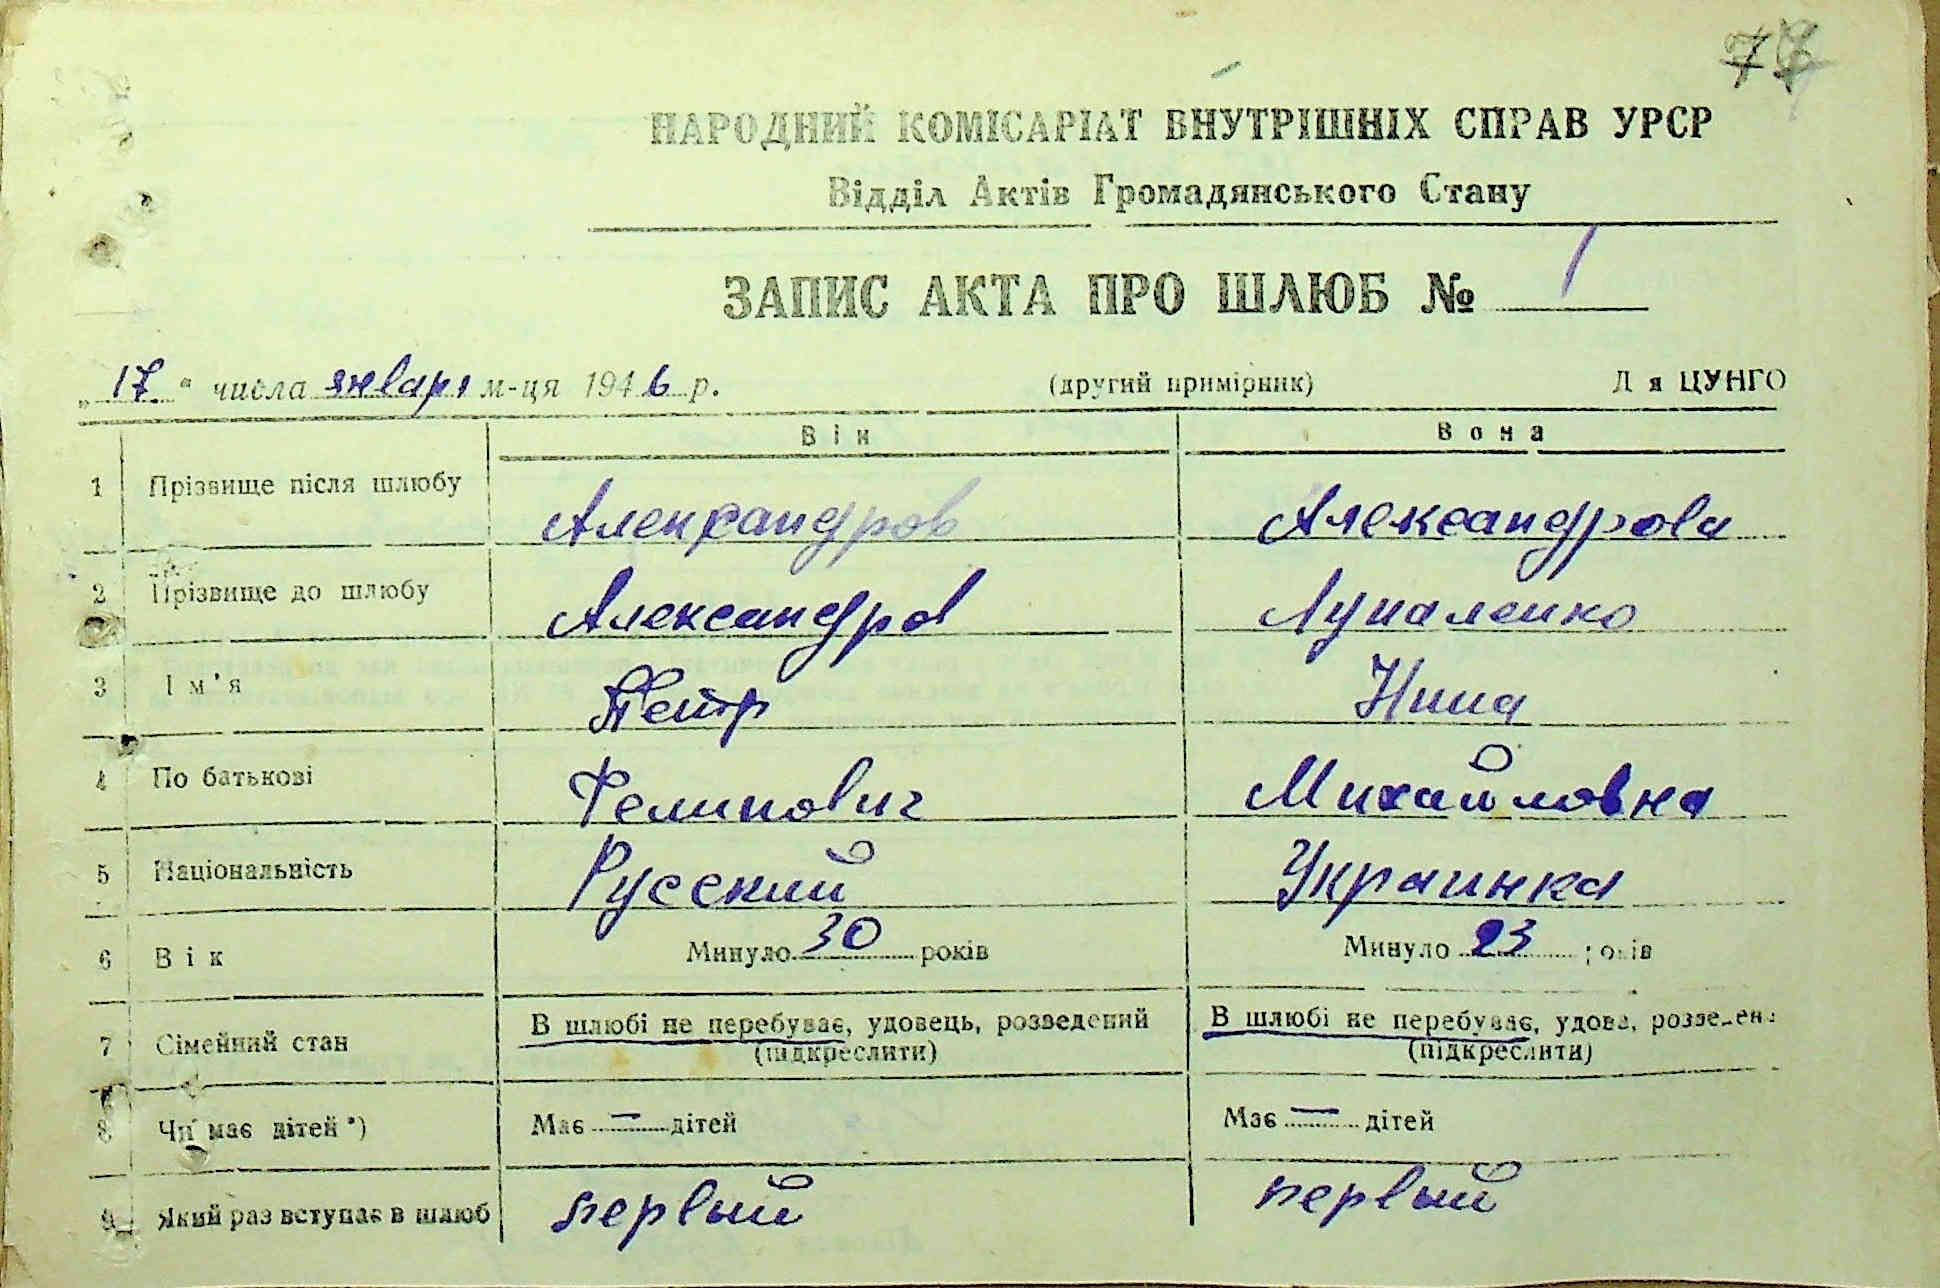 77
НАРОДНИЙ КОМІСАРІАТ ВНУТРІШНІХ СПРАВ УРСР
Відділ Актів Громадянського Стану
ЗАПИС АКТА ПРО ШЛЮБ № 1
„17“ числа января м-ця 1946 р. (другий примірник) Для ЦУНГО
Він Вона
1 Прізвище після шлюбу Александров Александрова
2 Прізвище до шлюбу Александров Лупаленко
3 Ім'я Петр Нина
4 По батькові Филипович Михайловна
5 Національність Русский Украинка
6 Вік Минуло 30 років Минуло 23 років
7 Сімейний стан В шлюбі не перебуває, удовець, розведений В шлюбі не перебуває, удова, розведена
(підкреслити) (підкреслити)
8 Чи має дітей *) Має — дітей Має — дітей
9 Який раз вступає в шлюб первый первый